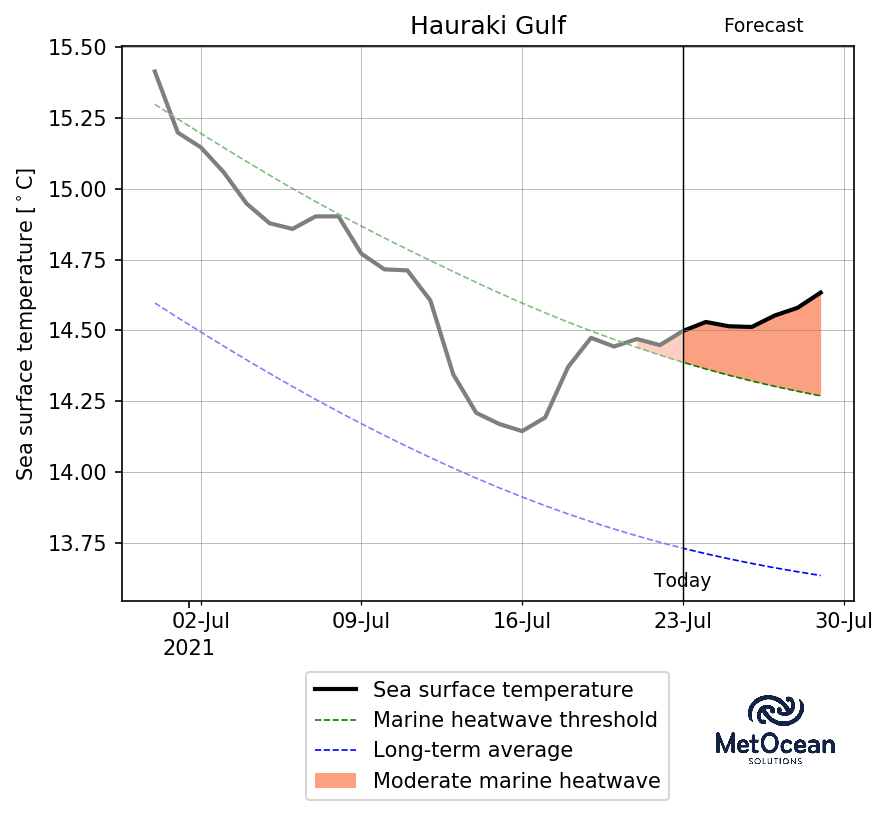 Hauraki Gulf
Forecast
15.50
15.25
15.00
14.75
14.50
14.25
14.00
13.75
Sea surface temperature [°C]
Today
02-Jul 09-Jul 16-Jul 23-Jul 30-Jul
2021
Sea surface temperature
Marine heatwave threshold
Long-term average
Moderate marine heatwave
MetOcean
SOLUTIONS